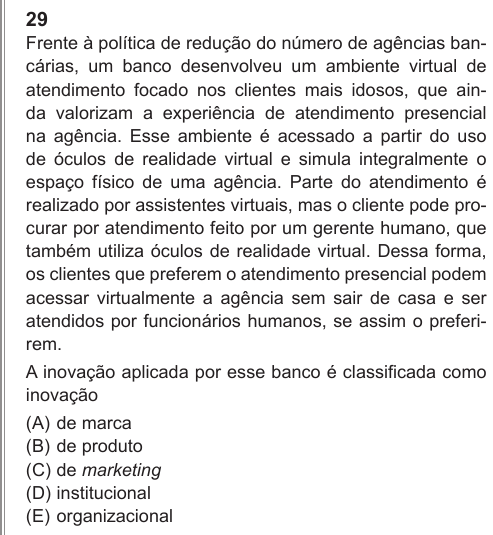 29
Frente à política de redução do número de agências ban-
cárias, um banco desenvolveu um ambiente virtual de
atendimento focado nos clientes mais idosos, que ain-
da valorizam a experiência de atendimento presencial
na agência. Esse ambiente é acessado a partir do uso
de óculos de realidade virtual e simula integralmente o
espaço físico de uma agência. Parte do atendimento é
realizado por assistentes virtuais, mas o cliente pode pro-
curar por atendimento feito por um gerente humano, que
também utiliza óculos de realidade virtual. Dessa forma,
os clientes que preferem o atendimento presencial podem
acessar virtualmente a agência sem sair de casa e ser
atendidos por funcionários humanos, se assim o preferi-
rem.
A inovação aplicada por esse banco é classificada como
inovação
(A) de marca
(B) de produto
(C) de marketing
(D) institucional
(E) organizacional